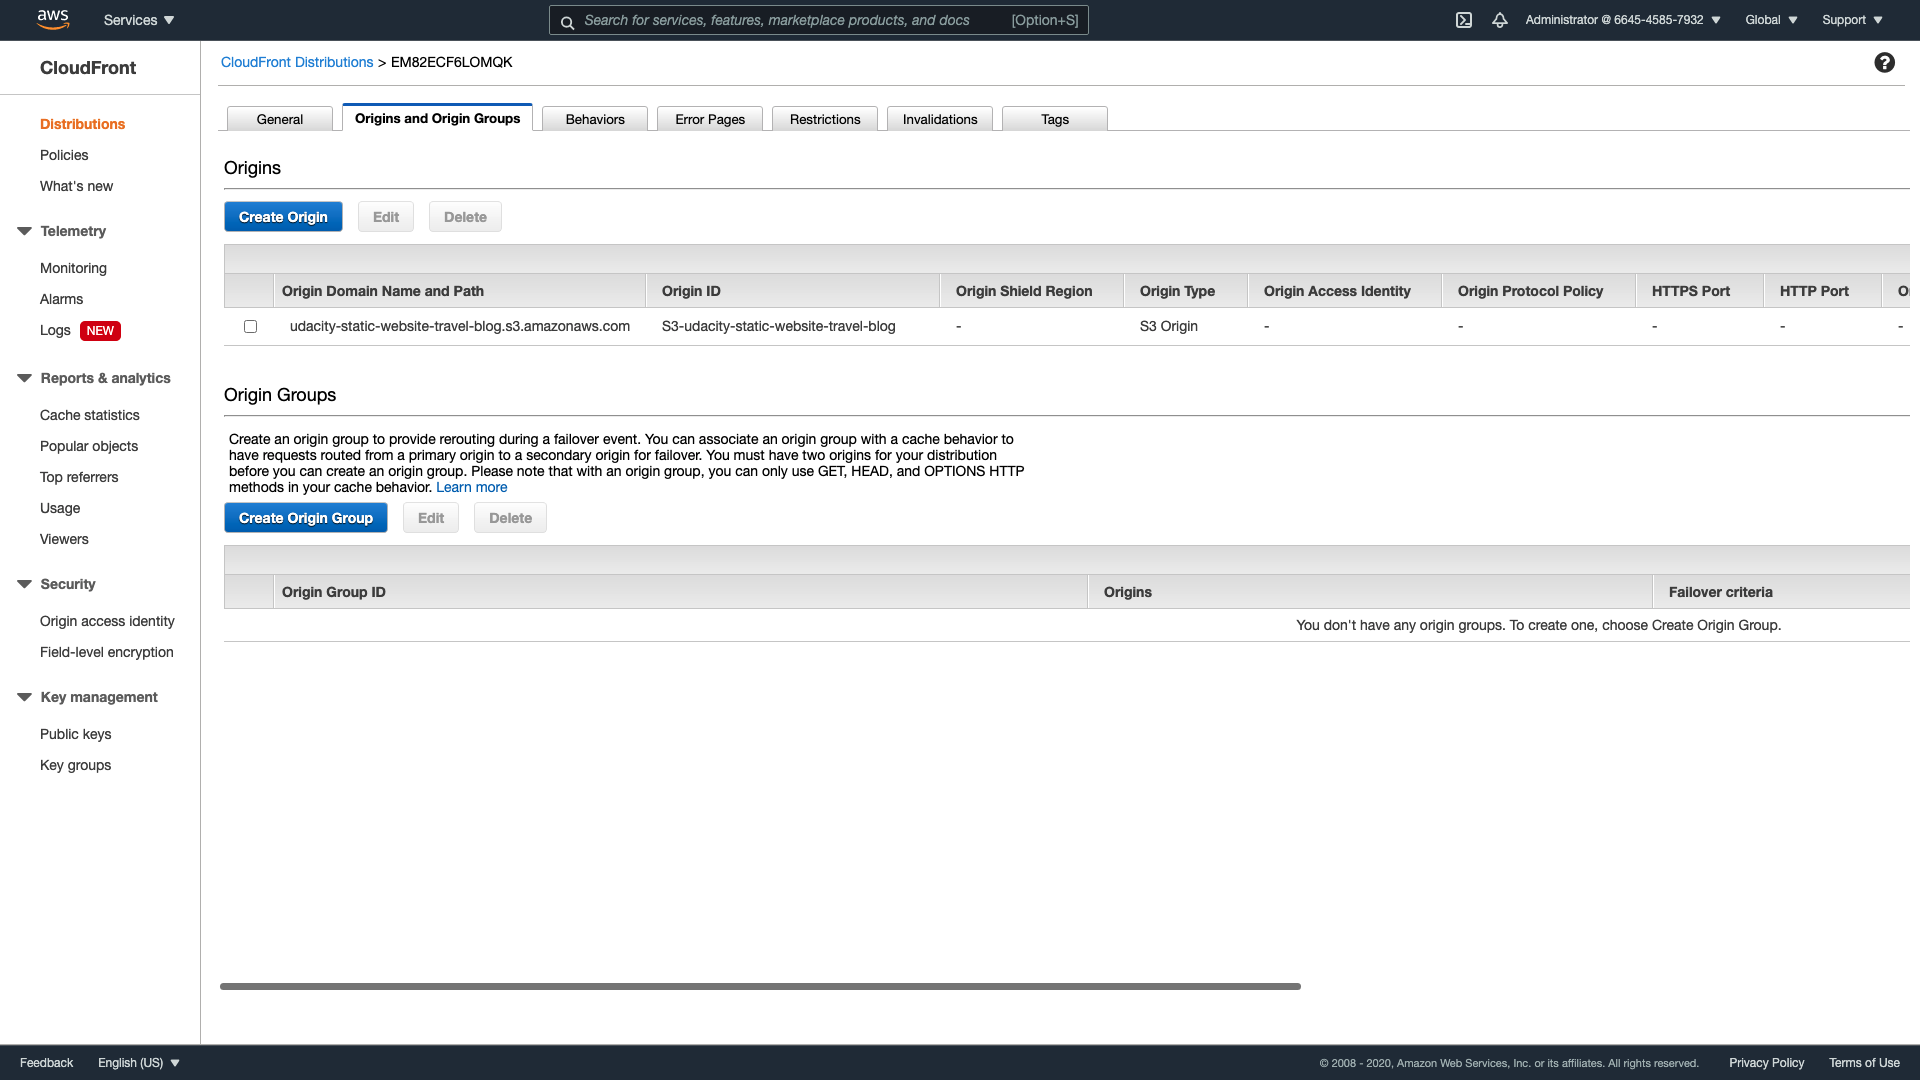 aws
Services
Search for services, features, marketplace products, and docs [Option+S]
Administrator @ 6645-4585-7932
Global
Support
CloudFront
Distributions
Policies
What's new
Telemetry
Monitoring
Alarms
Logs NEW
Reports & analytics
Cache statistics
Popular objects
Top referrers
Usage
Viewers
Security
Origin access identity
Field-level encryption
Key management
Public keys
Key groups
CloudFront Distributions > EM82ECF6LOMQK
?
General
Origins and Origin Groups
Behaviors
Error Pages
Restrictions
Invalidations
Tags
Origins
Create Origin
Edit
Delete
Origin Domain Name and Path
Origin ID
Origin Shield Region
Origin Type
Origin Access Identity
Origin Protocol Policy
HTTPS Port
HTTP Port
udacity-static-website-travel-blog.s3.amazonaws.com
S3-udacity-static-website-travel-blog
-
S3 Origin
-
-
-
-
-
Origin Groups
Create an origin group to provide rerouting during a failover event. You can associate an origin group with a cache behavior to
have requests routed from a primary origin to a secondary origin for failover. You must have two origins for your distribution
before you can create an origin group. Please note that with an origin group, you can only use GET, HEAD, and OPTIONS HTTP
methods in your cache behavior. Learn more
Create Origin Group
Edit
Delete
Origin Group ID
Origins
Failover criteria
You don't have any origin groups. To create one, choose Create Origin Group.
Feedback
English (US)
© 2008 - 2020, Amazon Web Services, Inc. or its affiliates. All rights reserved.
Privacy Policy
Terms of Use